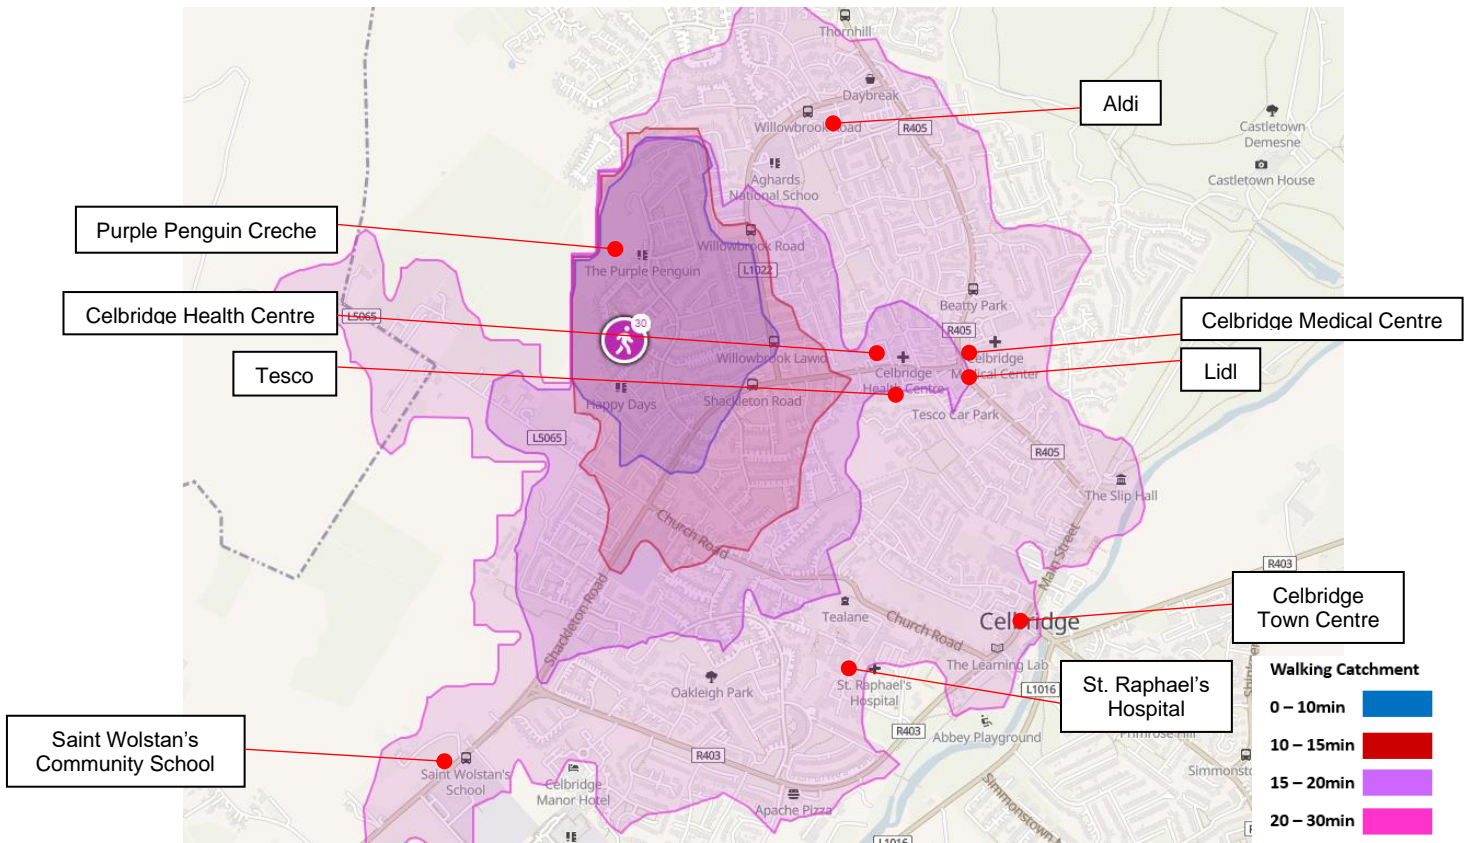 Thornhill
Daybreak
Aldi
Willowbrook Road
R405
Castletown
Demesne
Castletown House
Aghards
National Schoo
Purple Penguin Creche
Willowbrook Road
The Purple Penguin
L1022
Beatty Park
Celbridge Health Centre
L5065
30
R405
Celbridge Medical Centre
Willowbrook Lawn
Celbridge
Medical Center
Celbridge
Health Centre
Tesco
Lidl
Happy Days
Shackleton Road
Tesco Car Park
L5065
R405
The Slip Hall
Church Road
Main Street
R403
Shackleton Road
Tealane
Church Road
Celbridge
Celbridge
Town Centre
The Learning Lab
Oakleigh Park
St. Raphael's
Hospital
L1016
St. Raphael's
Hospital
Abbey Playground
R403
Primrose Hill
Saint Wolstan's
Community School
R403
Saint Wolstan's
School
Celbridge
Manor Hotel
Apache Pizza
Simmonstown
L1016
Simmonsto
Walking Catchment
0 – 10min
10 – 15min
15 – 20min
20 – 30min